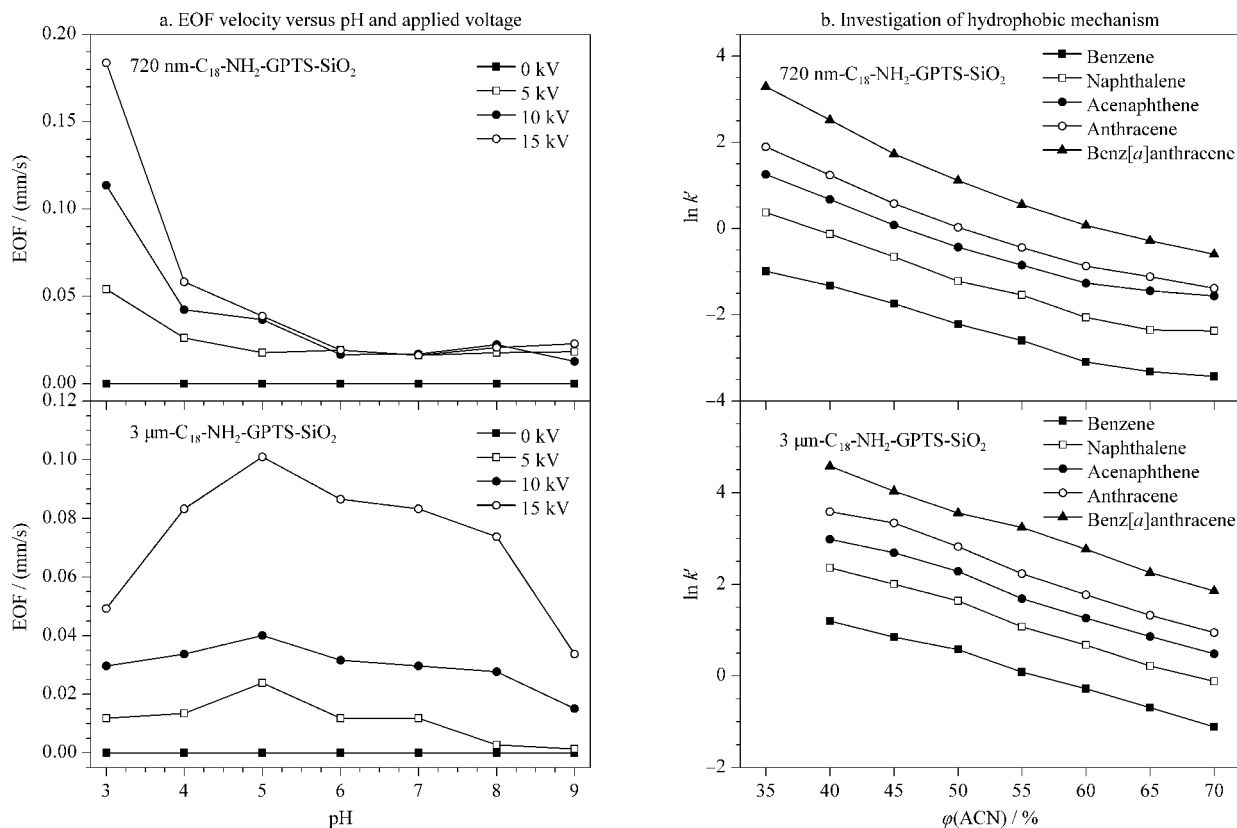 a. EOF velocity versus pH and applied voltage
720 nm-C₁₈-NH₂-GPTS-SiO₂
0 kV
5 kV
10 kV
15 kV
0.20
0.15
0.10
0.05
0.00
EOF / (mm/s)
3 μm-C₁₈-NH₂-GPTS-SiO₂
0 kV
5 kV
10 kV
15 kV
0.12
0.10
0.08
0.06
0.04
0.02
0.00
EOF / (mm/s)
3 4 5 6 7 8 9
pH
b. Investigation of hydrophobic mechanism
720 nm-C₁₈-NH₂-GPTS-SiO₂
Benzene
Naphthalene
Acenaphthene
Anthracene
Benz[a]anthracene
4
2
0
−2
−4
ln k′
3 μm-C₁₈-NH₂-GPTS-SiO₂
Benzene
Naphthalene
Acenaphthene
Anthracene
Benz[a]anthracene
4
2
0
−2
ln k′
35 40 45 50 55 60 65 70
φ(ACN) / %